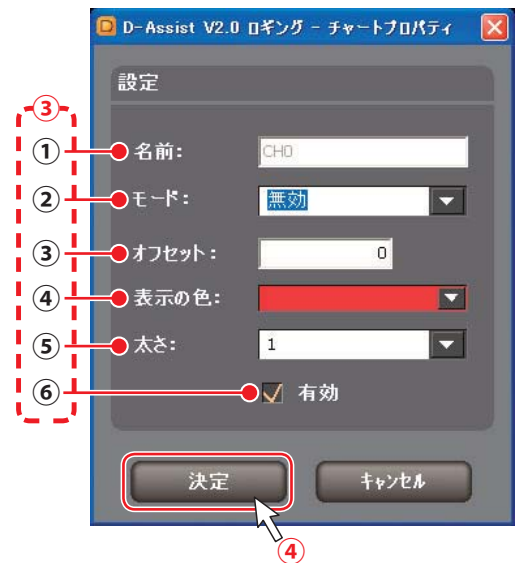 D-Assist V2.0 ロギング - チャートプロパティ
設定
③
① 名前: CH0
② モード: 無効
③ オフセット: 0
④ 表示の色:
⑤ 太さ: 1
⑥ 有効
決定 キャンセル
④